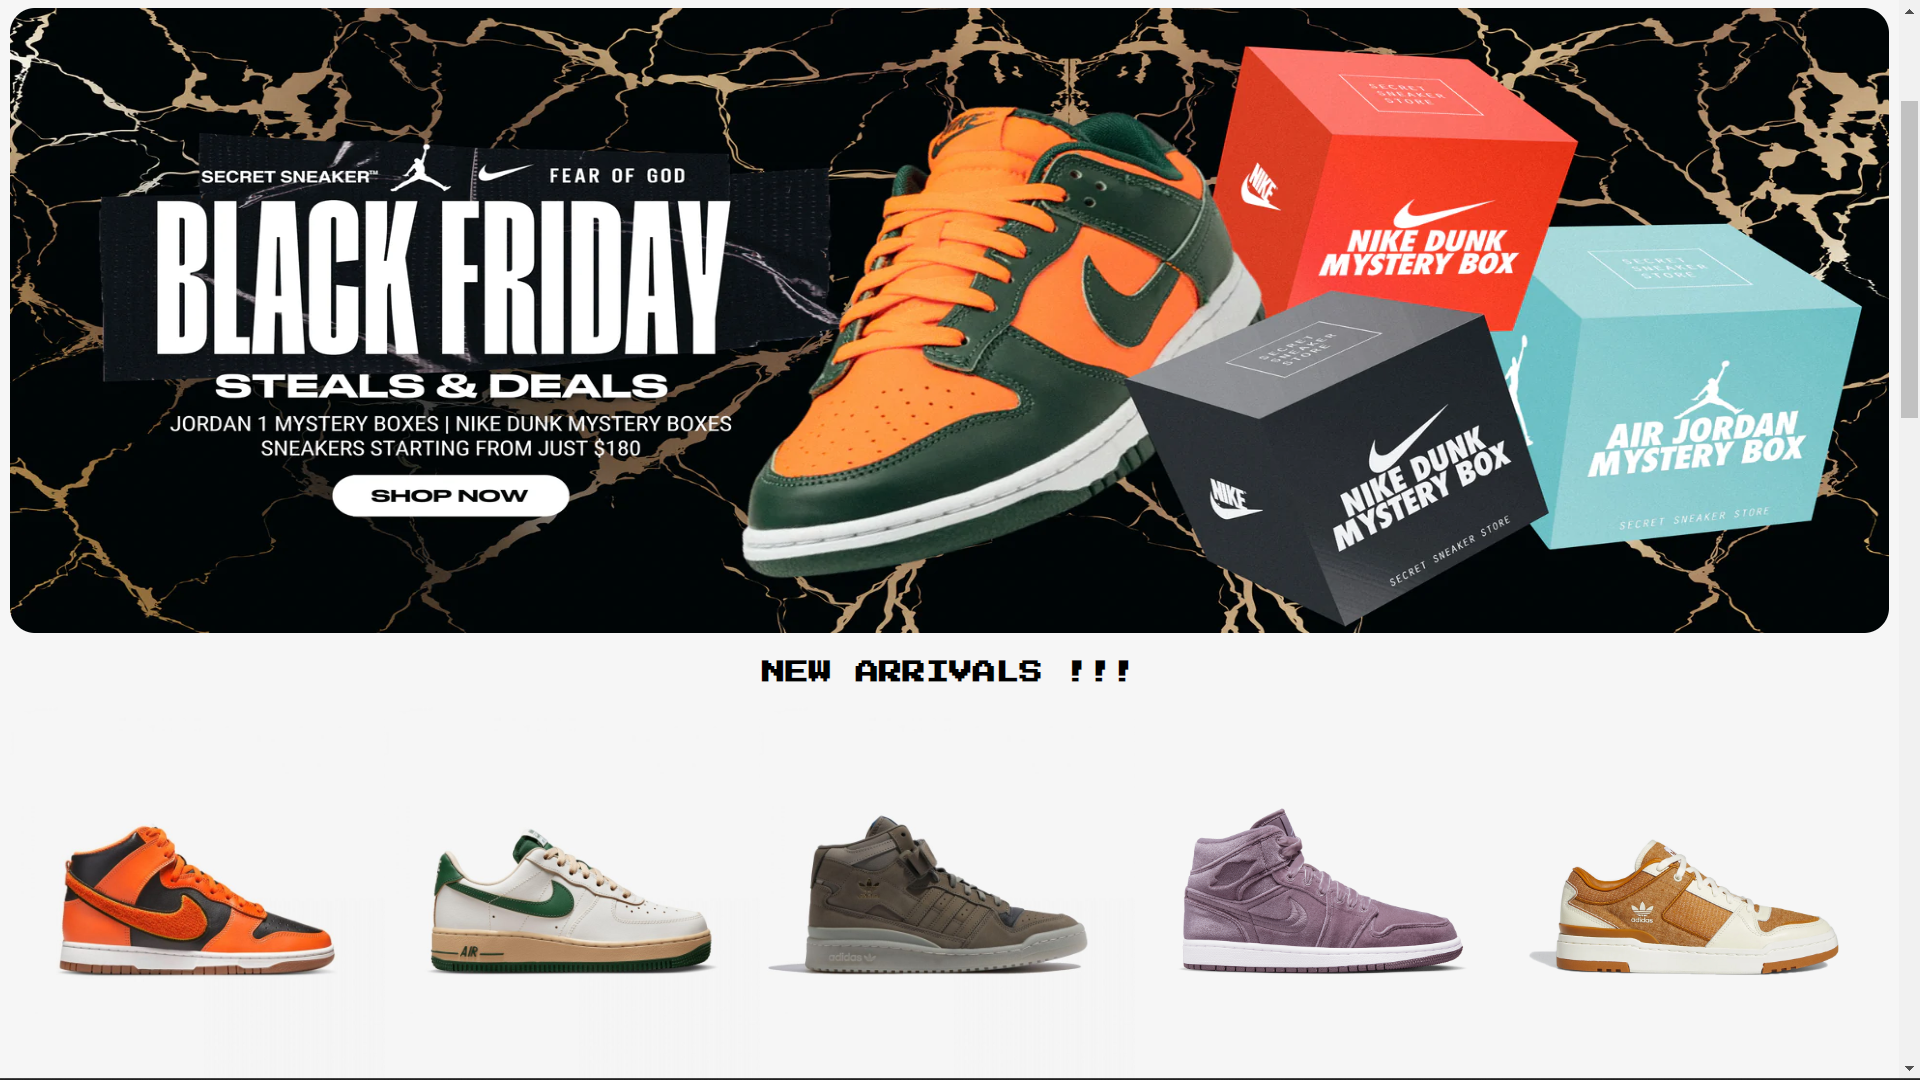 SECRET SNEAKER™ FEAR OF GOD
BLACK FRIDAY
STEALS & DEALS
JORDAN 1 MYSTERY BOXES | NIKE DUNK MYSTERY BOXES
SNEAKERS STARTING FROM JUST $180
SHOP NOW
NIKE
SECRET
SNEAKER
STORE
NIKE
NIKE DUNK
MYSTERY BOX
SECRET
SNEAKER
STORE
AIR JORDAN
MYSTERY BOX
SECRET SNEAKER STORE
SECRET
SNEAKER
STORE
NIKE
NIKE DUNK
MYSTERY BOX
SECRET SNEAKER STORE
NEW ARRIVALS !!!
AIR
adidas
adidas